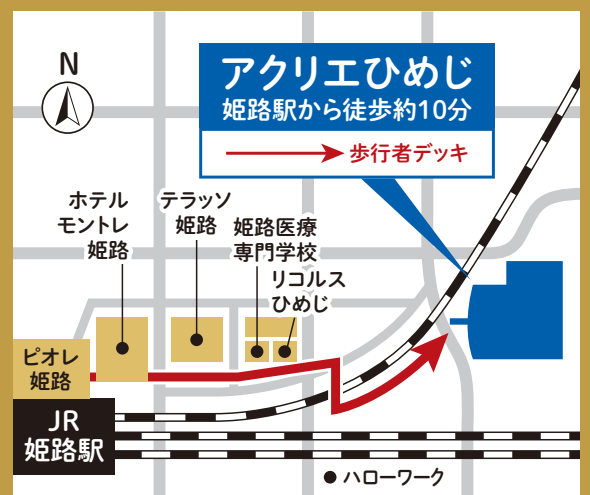 N
アクリエひめじ
姫路駅から徒歩約10分
歩行者デッキ
ホテル
モントレ
姫路
テラッソ
姫路
姫路医療
専門学校
リコルス
ひめじ
ピオレ
姫路
JR
姫路駅
ハローワーク